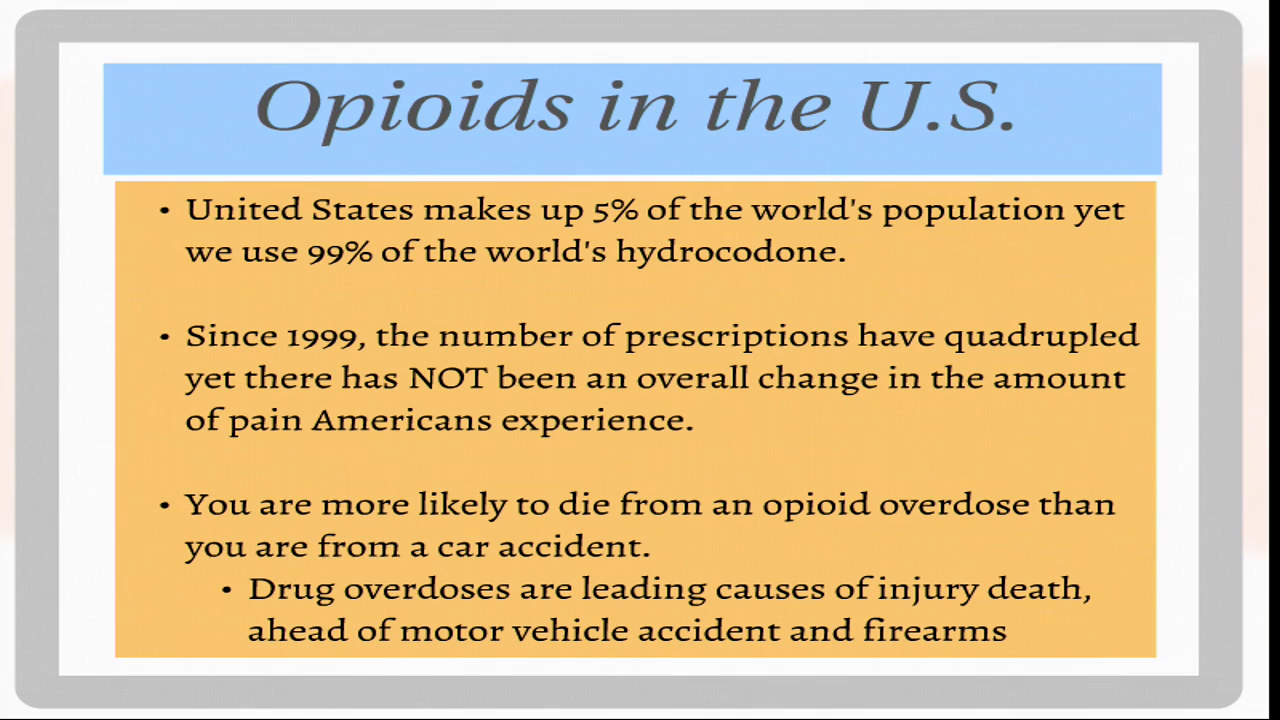 Opioids in the U.S.
• United States makes up 5% of the world's population yet
we use 99% of the world's hydrocodone.
• Since 1999, the number of prescriptions have quadrupled
yet there has NOT been an overall change in the amount
of pain Americans experience.
• You are more likely to die from an opioid overdose than
you are from a car accident.
• Drug overdoses are leading causes of injury death,
ahead of motor vehicle accident and firearms